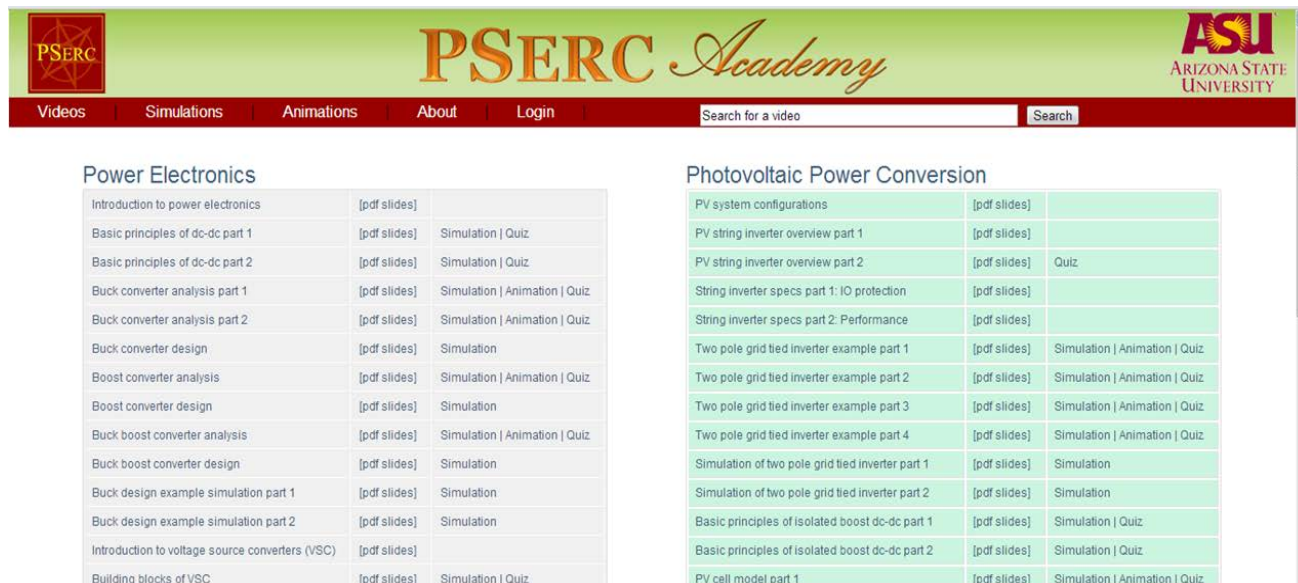 PSERC
PSERC Academy
ASU
ARIZONA STATE
UNIVERSITY
Videos Simulations Animations About Login Search for a video Search
Power Electronics
Introduction to power electronics [pdf slides]
Basic principles of dc-dc part 1 [pdf slides] Simulation | Quiz
Basic principles of dc-dc part 2 [pdf slides] Simulation | Quiz
Buck converter analysis part 1 [pdf slides] Simulation | Animation | Quiz
Buck converter analysis part 2 [pdf slides] Simulation | Animation | Quiz
Buck converter design [pdf slides] Simulation
Boost converter analysis [pdf slides] Simulation | Animation | Quiz
Boost converter design [pdf slides] Simulation
Buck boost converter analysis [pdf slides] Simulation | Animation | Quiz
Buck boost converter design [pdf slides] Simulation
Buck design example simulation part 1 [pdf slides] Simulation
Buck design example simulation part 2 [pdf slides] Simulation
Introduction to voltage source converters (VSC) [pdf slides]
Building blocks of VSC [pdf slides] Simulation | Quiz
Photovoltaic Power Conversion
PV system configurations [pdf slides]
PV string inverter overview part 1 [pdf slides]
PV string inverter overview part 2 [pdf slides] Quiz
String inverter specs part 1: IO protection [pdf slides]
String inverter specs part 2: Performance [pdf slides]
Two pole grid tied inverter example part 1 [pdf slides] Simulation | Animation | Quiz
Two pole grid tied inverter example part 2 [pdf slides] Simulation | Animation | Quiz
Two pole grid tied inverter example part 3 [pdf slides] Simulation | Animation | Quiz
Two pole grid tied inverter example part 4 [pdf slides] Simulation | Animation | Quiz
Simulation of two pole grid tied inverter part 1 [pdf slides] Simulation
Simulation of two pole grid tied inverter part 2 [pdf slides] Simulation
Basic principles of isolated boost dc-dc part 1 [pdf slides] Simulation | Quiz
Basic principles of isolated boost dc-dc part 2 [pdf slides] Simulation | Quiz
PV cell model part 1 [pdf slides] Simulation | Animation | Quiz